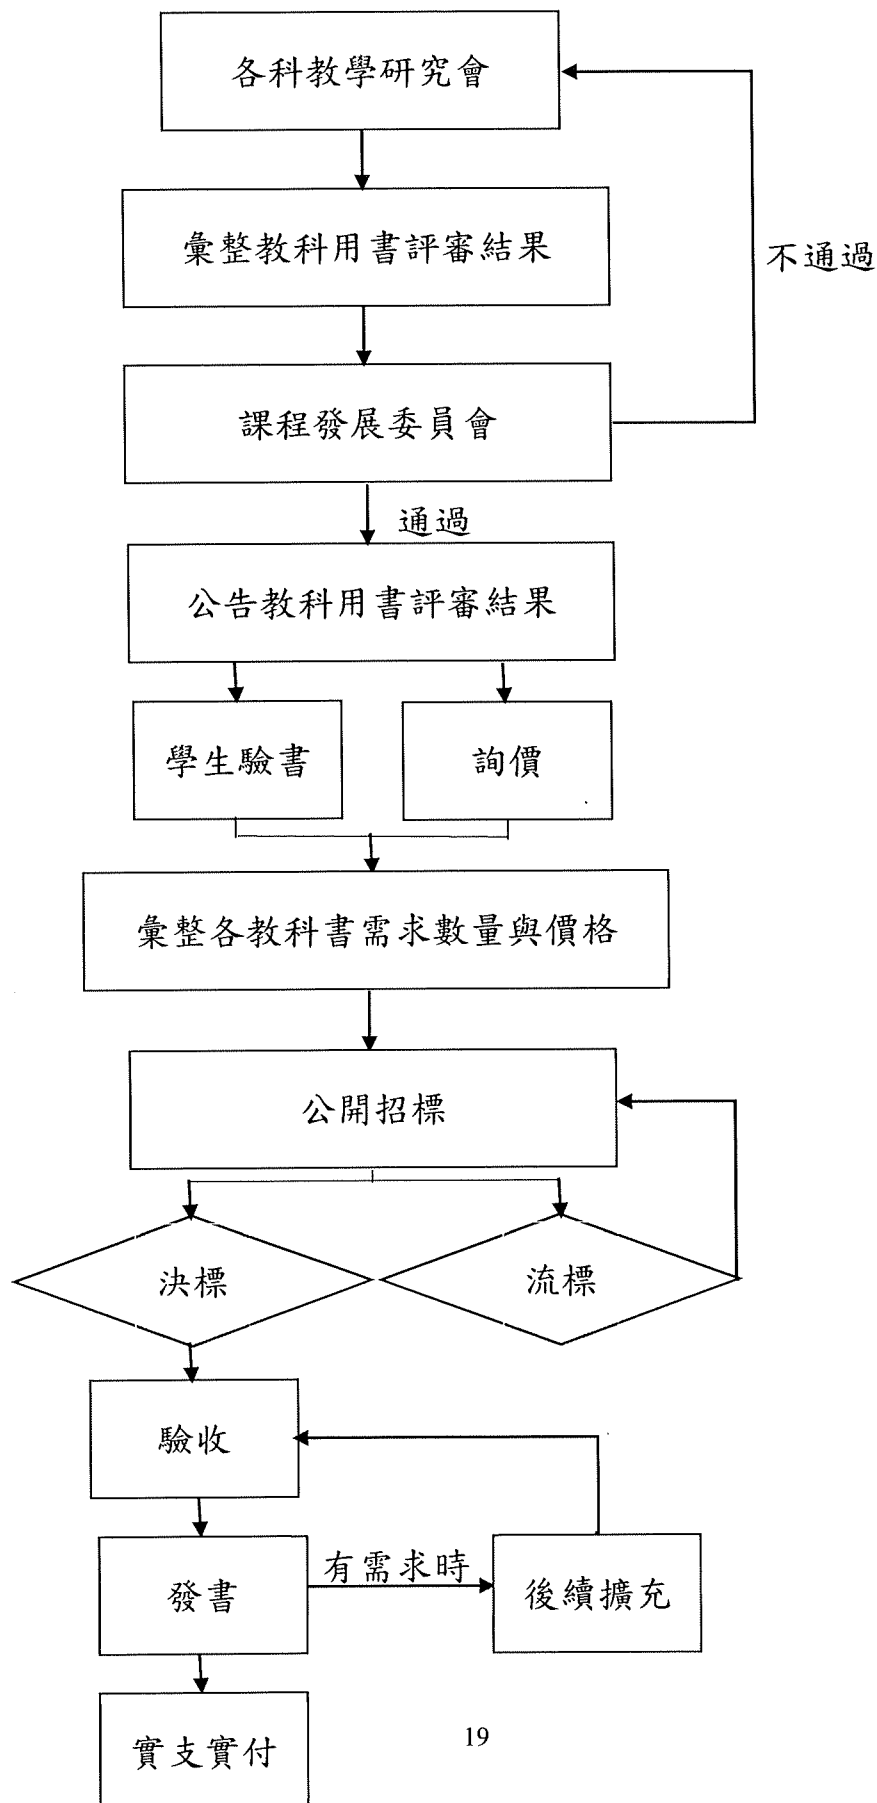 各科教學研究會
彙整教科用書評審結果
不通過
課程發展委員會
通過
公告教科用書評審結果
學生驗書
詢價
彙整各教科書需求數量與價格
公開招標
決標
流標
驗收
有需求時
發書
後續擴充
實支實付
19